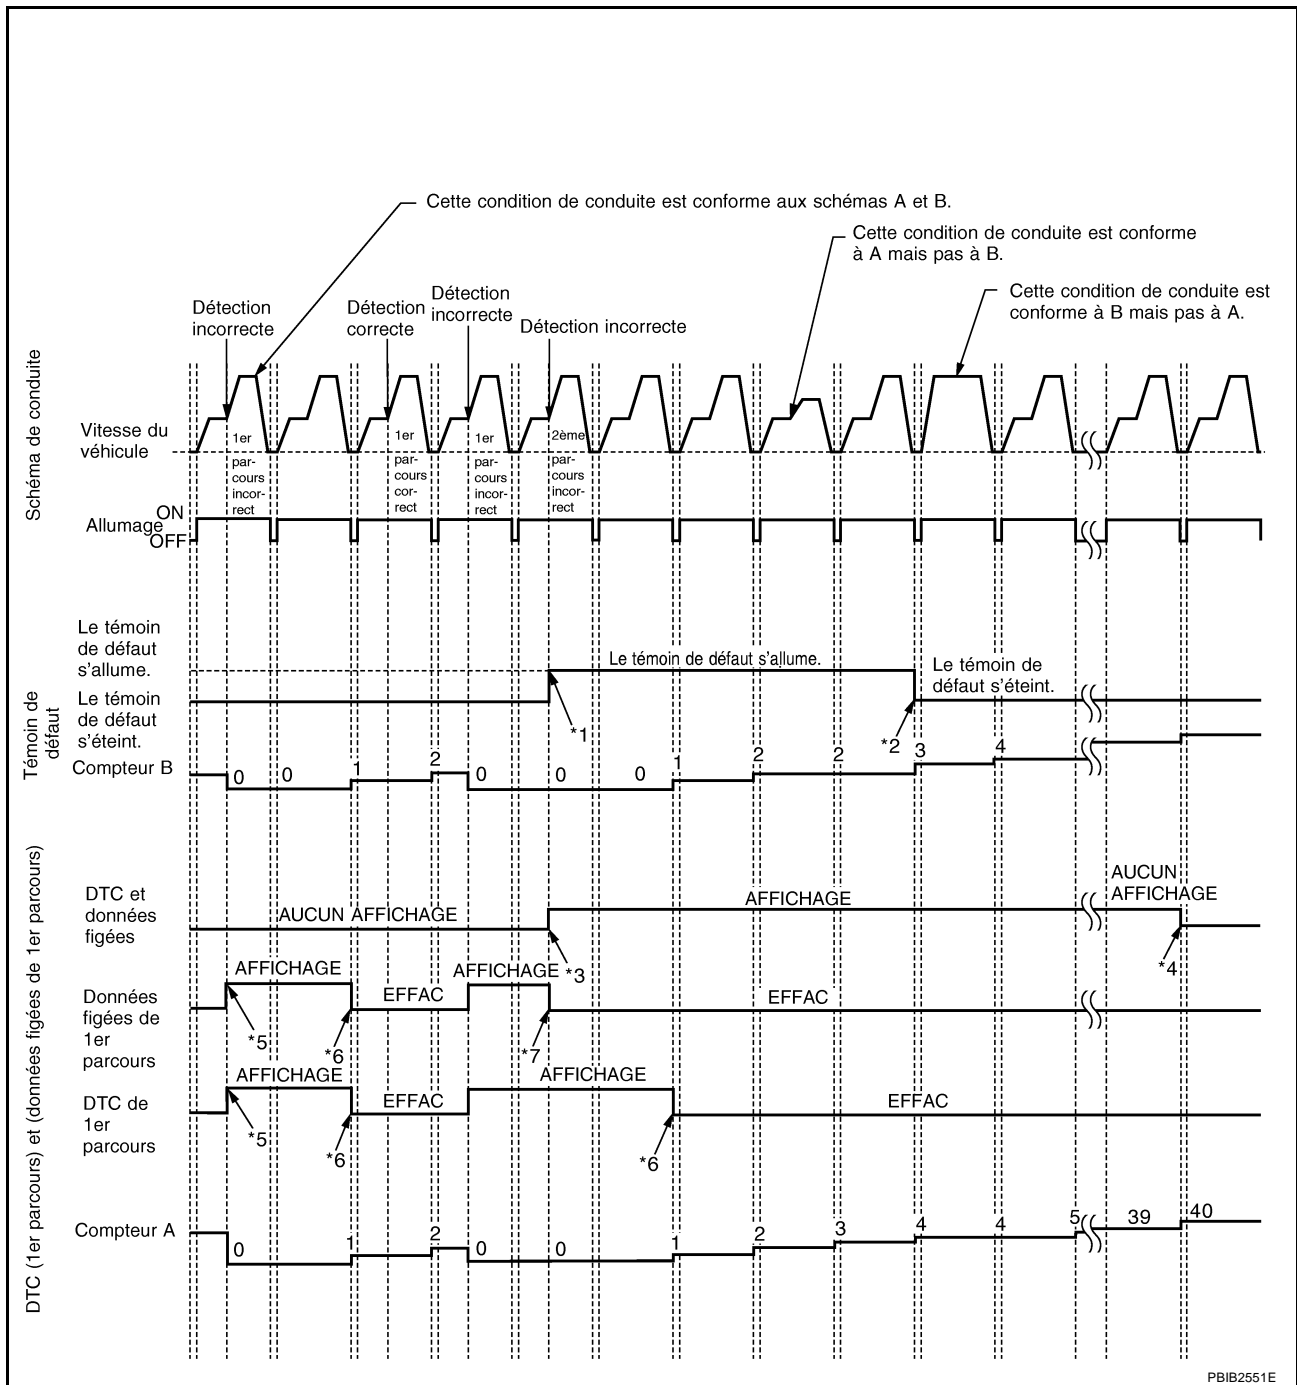 Cette condition de conduite est conforme aux schémas A et B.
Cette condition de conduite est conforme
à A mais pas à B.
Cette condition de conduite est
conforme à B mais pas à A.
Détection
incorrecte
Détection
correcte
Détection
incorrecte
Détection incorrecte
Schéma de conduite
Vitesse du
véhicule
1er
par-
cours
incor-
rect
1er
par-
cours
cor-
rect
1er
par-
cours
incor-
rect
2ème
par-
cours
incor-
rect
Allumage
ON
OFF
Témoin de
défaut
Le témoin
de défaut
s'allume.
Le témoin de défaut s'allume.
Le témoin de
défaut s'éteint.
Le témoin
de défaut
s'éteint.
*1
*2
Compteur B
0 0 1 2 0 0 0 1 2 2 3 4
DTC (1er parcours) et (données figées de 1er parcours)
DTC et
données
figées
AUCUN AFFICHAGE
AFFICHAGE
AUCUN
AFFICHAGE
*3
*4
Données
figées de
1er
parcours
AFFICHAGE
EFFAC
AFFICHAGE
EFFAC
*5
*6
*7
DTC de
1er
parcours
AFFICHAGE
EFFAC
AFFICHAGE
EFFAC
*5
*6
*6
Compteur A
0 1 2 0 0 1 2 3 4 4 5 39 40
PBIB2551E